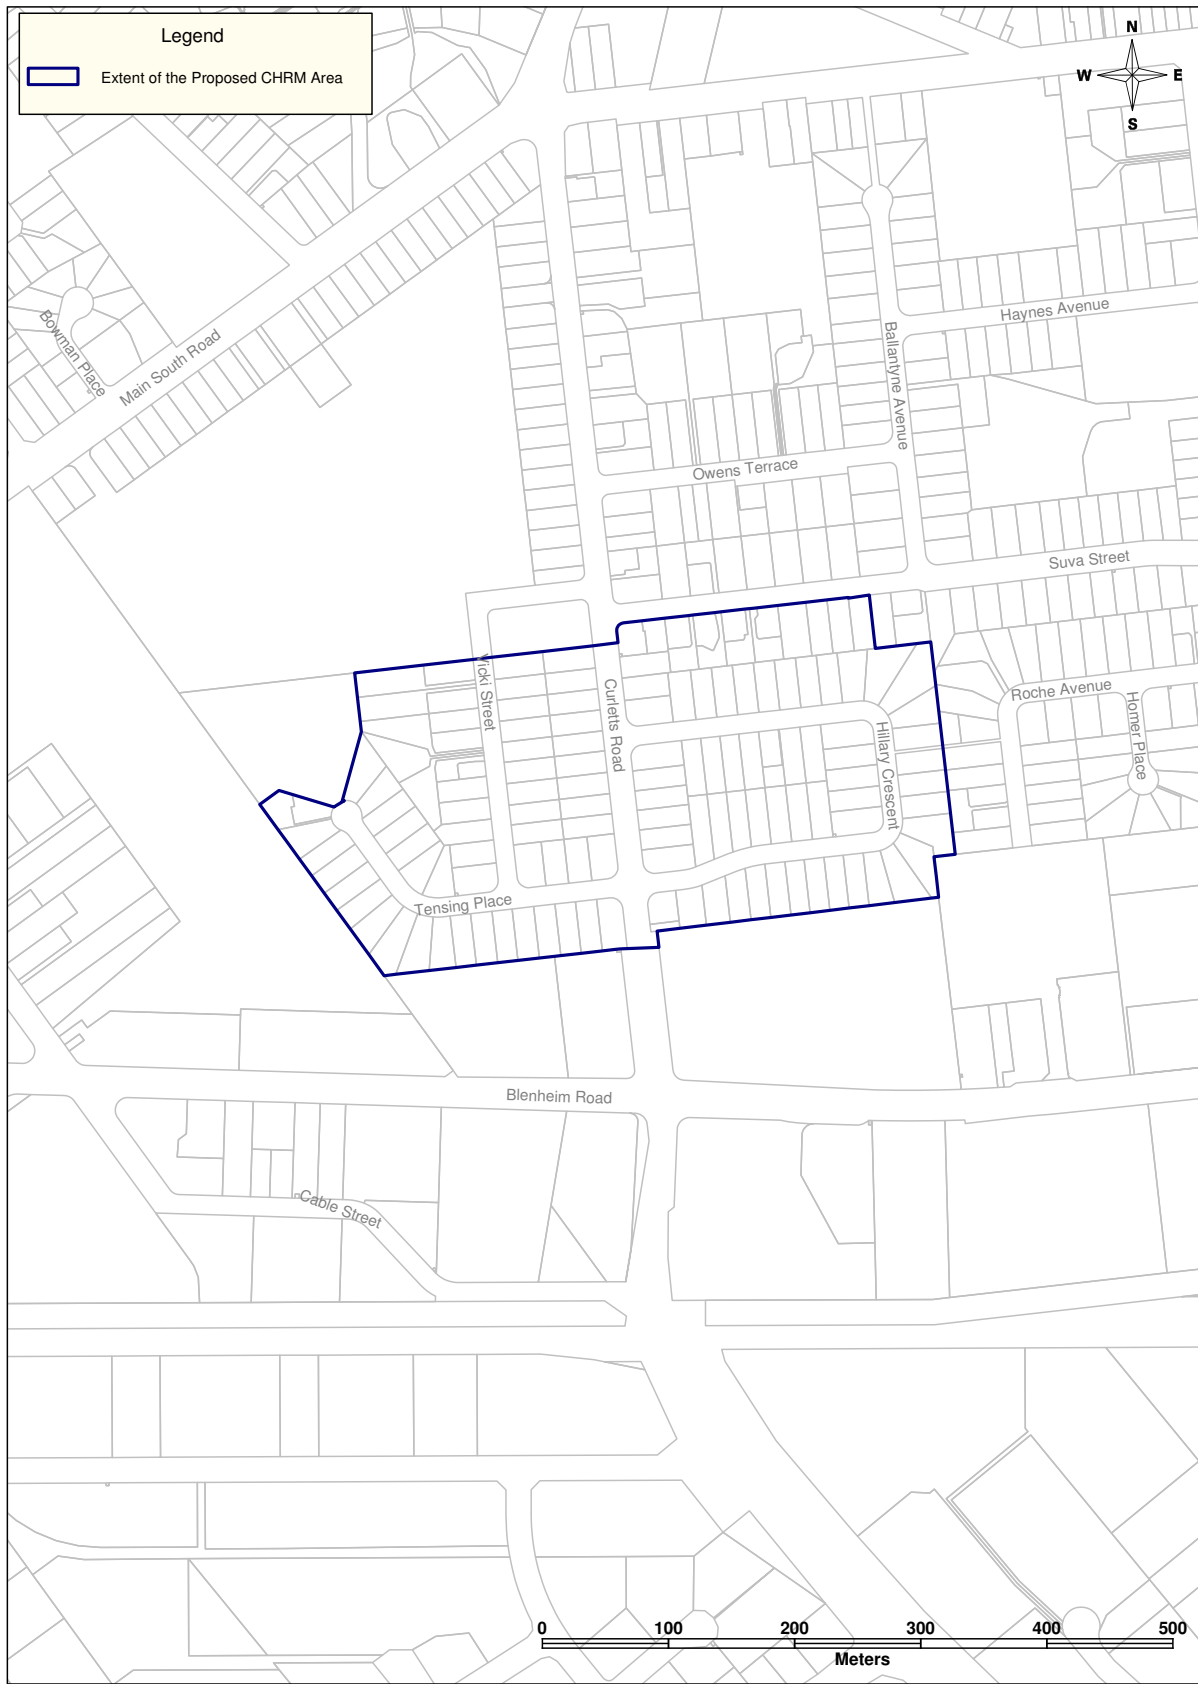 Legend
Extent of the Proposed CHRM Area
N
W E
S
Bowman Place
Main South Road
Haynes Avenue
Ballantyne Avenue
Owens Terrace
Suva Street
Vicki Street
Curletts Road
Roche Avenue
Homer Place
Hillary Crescent
Tensing Place
Blenheim Road
Cable Street
0 100 200 300 400 500
Meters